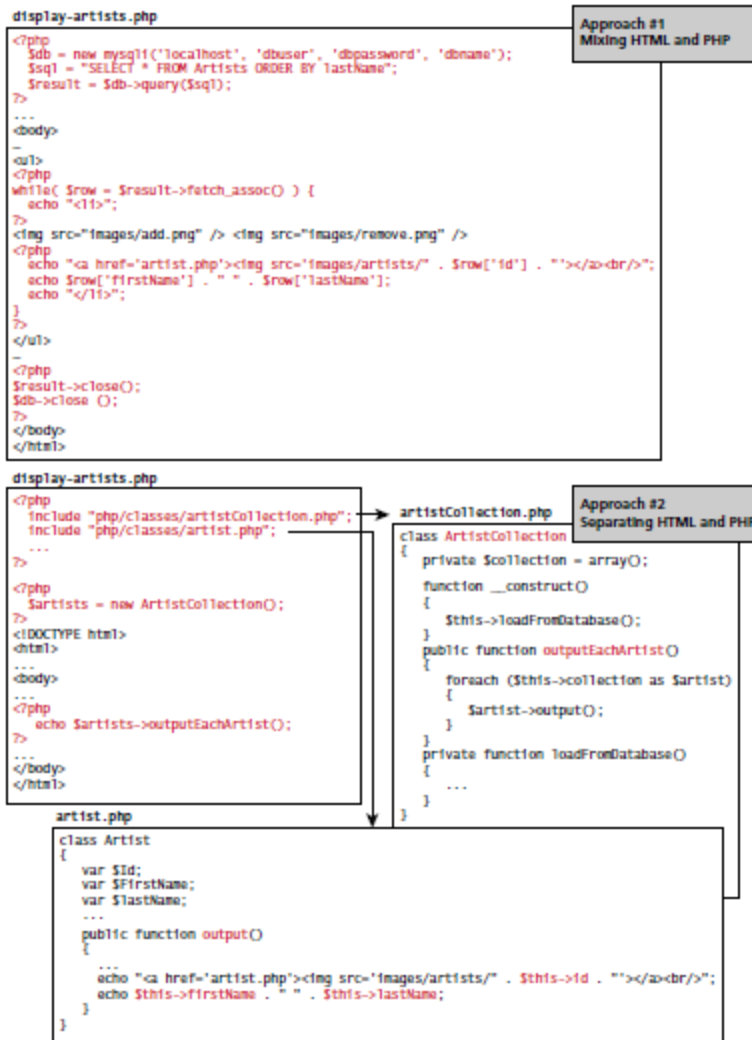 display-artists.php
Approach #1
Mixing HTML and PHP
<?php
$db = new mysqli('localhost', 'dbuser', 'dbpassword', 'dbname');
$sql = "SELECT * FROM Artists ORDER BY lastName";
$result = $db->query($sql);
?>
...
<body>
…
<ul>
<?php
while( $row = $result->fetch_assoc() ) {
echo "<li>";
?>
<img src="images/add.png" /> <img src="images/remove.png" />
<?php
echo "<a href='artist.php'><img src='images/artists/" . $row['id'] . "'></a><br/>";
echo $row['firstName'] . " " . $row['lastName'];
echo "</li>";
}
?>
</ul>
…
<?php
$result->close();
$db->close ();
?>
</body>
</html>
display-artists.php
<?php
include "php/classes/artistCollection.php";
include "php/classes/artist.php";
...
?>
<?php
$artists = new ArtistCollection();
?>
<!DOCTYPE html>
<html>
...
<body>
...
<?php
echo $artists->outputEachArtist();
?>
...
</body>
</html>
Approach #2
Separating HTML and PHP
artistCollection.php
class ArtistCollection
{
private $collection = array();
function __construct()
{
$this->loadFromDatabase();
}
public function outputEachArtist()
{
foreach ($this->collection as $artist)
{
$artist->output();
}
}
private function loadFromDatabase()
{
...
}
}
artist.php
class Artist
{
var $Id;
var $FirstName;
var $lastName;
...
public function output()
{
...
echo "<a href='artist.php'><img src='images/artists/" . $this->id . "'></a><br/>";
echo $this->firstName . " " . $this->lastName;
}
}